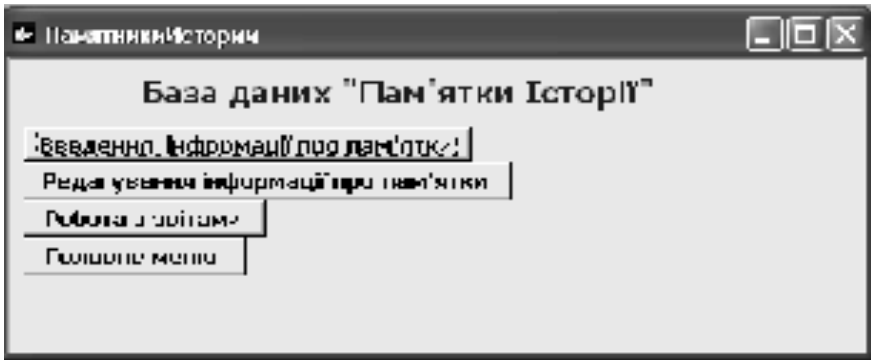 ПамятникиИстории
База даних "Пам'ятки Історії"
Введення інформації про пам'ятку
Редагування інформації про пам'ятки
Робота з звітами
Головне меню